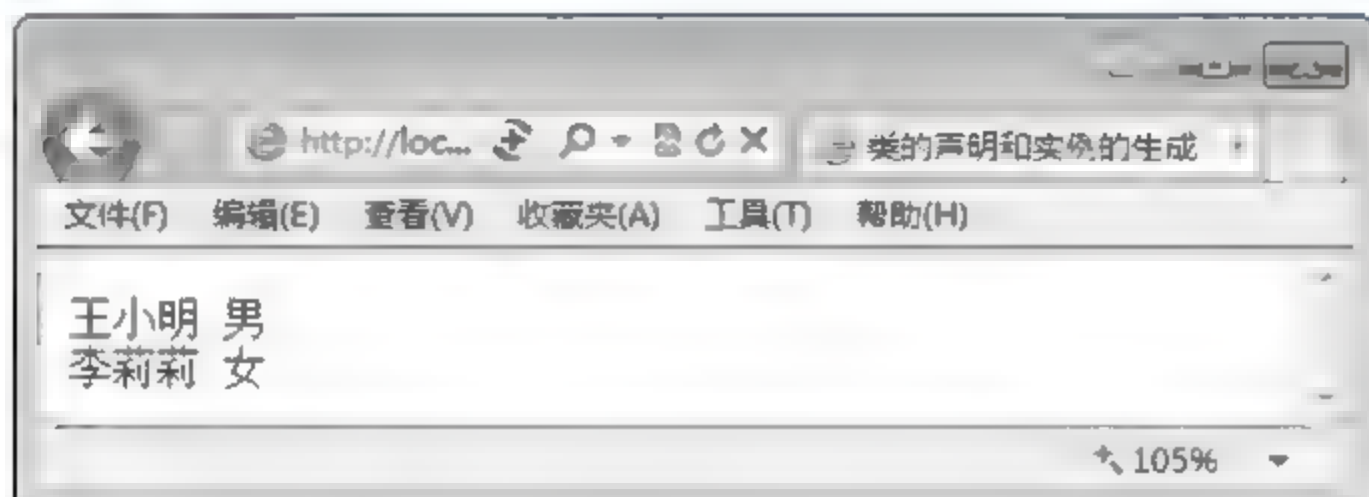 http://loc... 类的声明和实例的生成
文件(F) 编辑(E) 查看(V) 收藏夹(A) 工具(T) 帮助(H)
王小明 男
李莉莉 女
105%